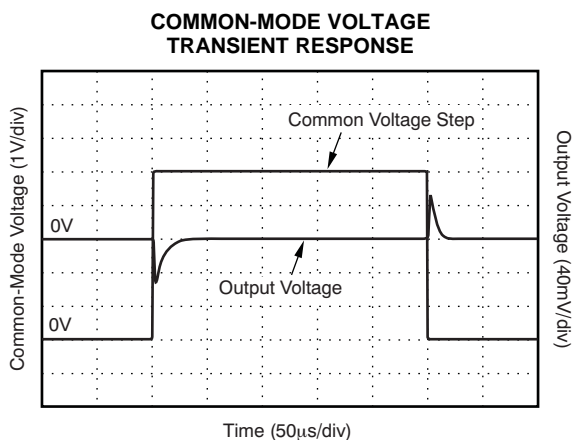 COMMON-MODE VOLTAGE
TRANSIENT RESPONSE
Common-Mode Voltage (1V/div)
Common Voltage Step
0V
Output Voltage
0V
Output Voltage (40mV/div)
Time (50µs/div)